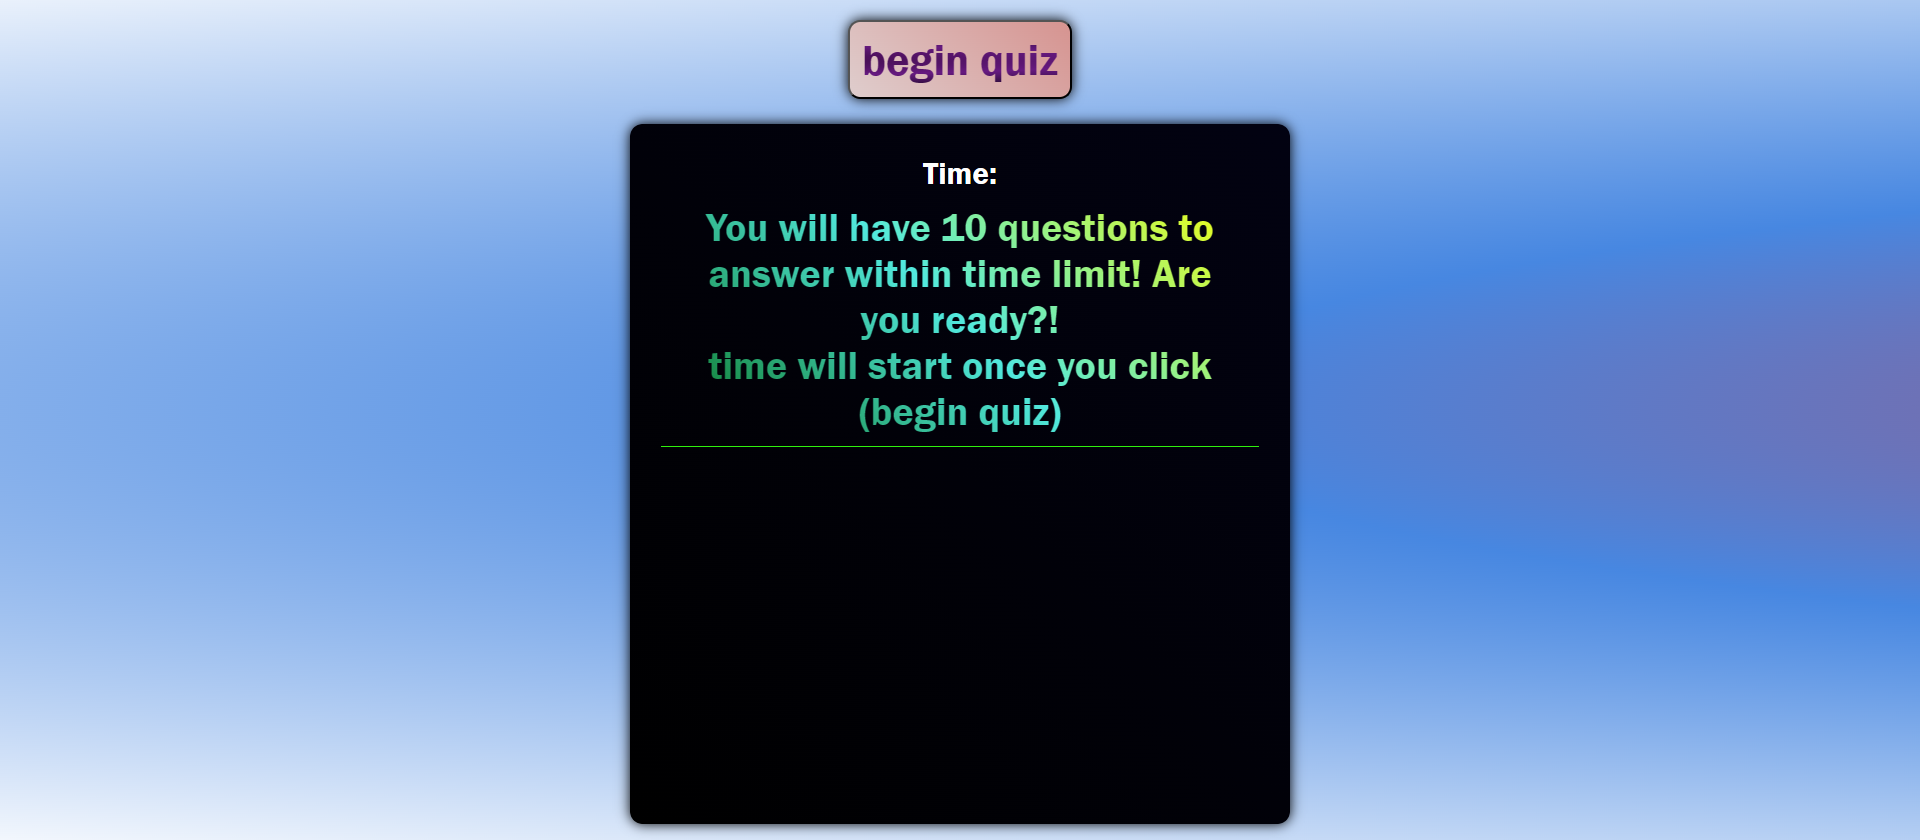 begin quiz
Time:
You will have 10 questions to
answer within time limit! Are
you ready?!
time will start once you click
(begin quiz)